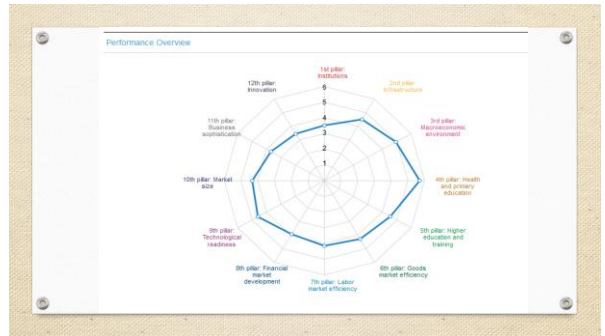 Performance Overview
1st pillar:
Institutions
2nd pillar:
Infrastructure
3rd pillar:
Macroeconomic
environment
4th pillar: Health
and primary
education
5th pillar: Higher
education and
training
6th pillar: Goods
market efficiency
7th pillar: Labor
market efficiency
8th pillar: Financial
market
development
9th pillar:
Technological
readiness
10th pillar: Market
size
11th pillar:
Business
sophistication
12th pillar:
Innovation
6
5
4
3
2
1